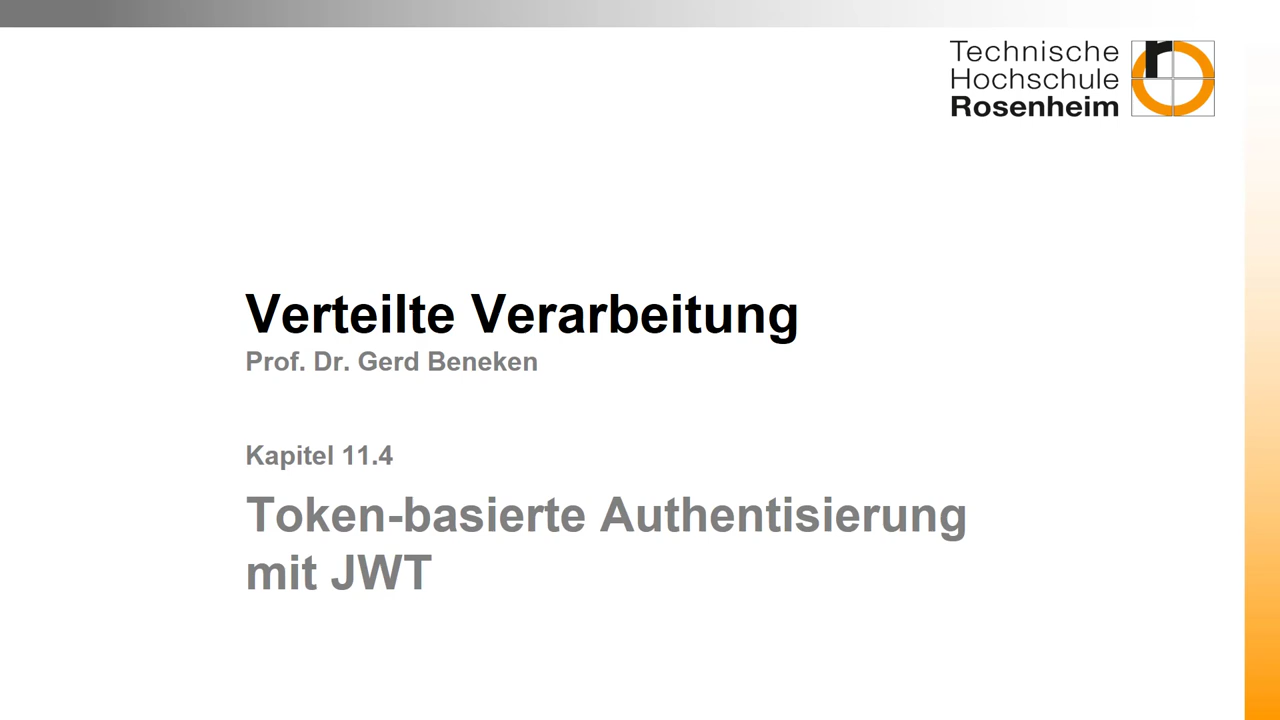 Technische
Hochschule
Rosenheim
Verteilte Verarbeitung
Prof. Dr. Gerd Beneken
Kapitel 11.4
Token-basierte Authentisierung
mit JWT